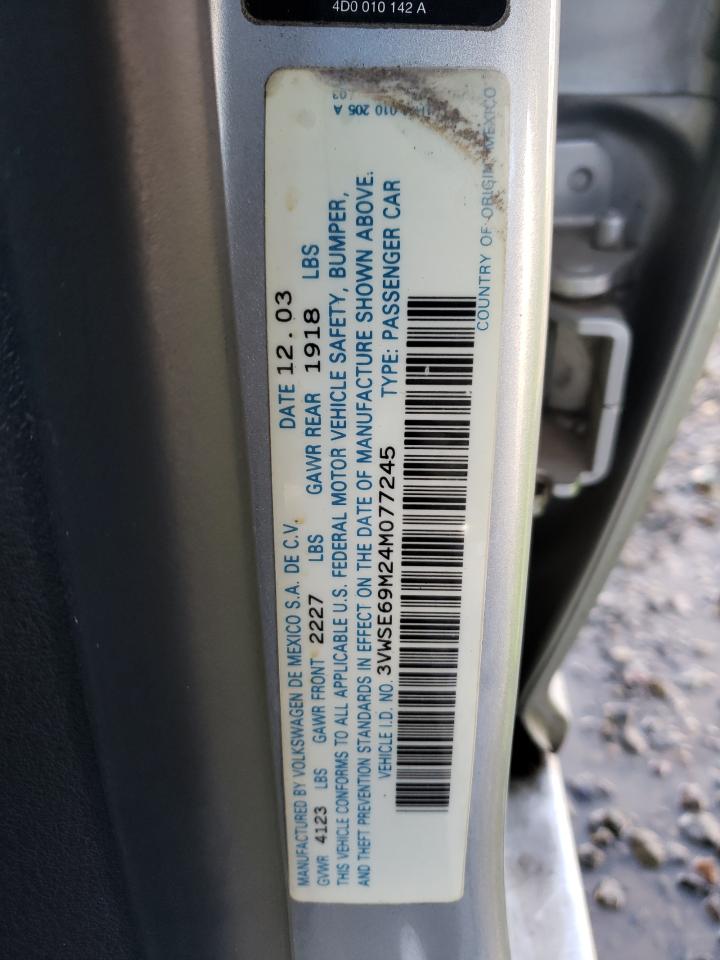 4D0 010 142 A
010 205 A
MANUFACTURED BY VOLKSWAGEN DE MEXICO S.A. DE C.V. DATE 12.03
GVWR 4123 LBS GAWR FRONT 2227 LBS GAWR REAR 1918 LBS
THIS VEHICLE CONFORMS TO ALL APPLICABLE U.S. FEDERAL MOTOR VEHICLE SAFETY, BUMPER,
AND THEFT PREVENTION STANDARDS IN EFFECT ON THE DATE OF MANUFACTURE SHOWN ABOVE.
VEHICLE I.D. NO. 3VWSE69M24M077245 TYPE: PASSENGER CAR
COUNTRY OF ORIGIN MEXICO